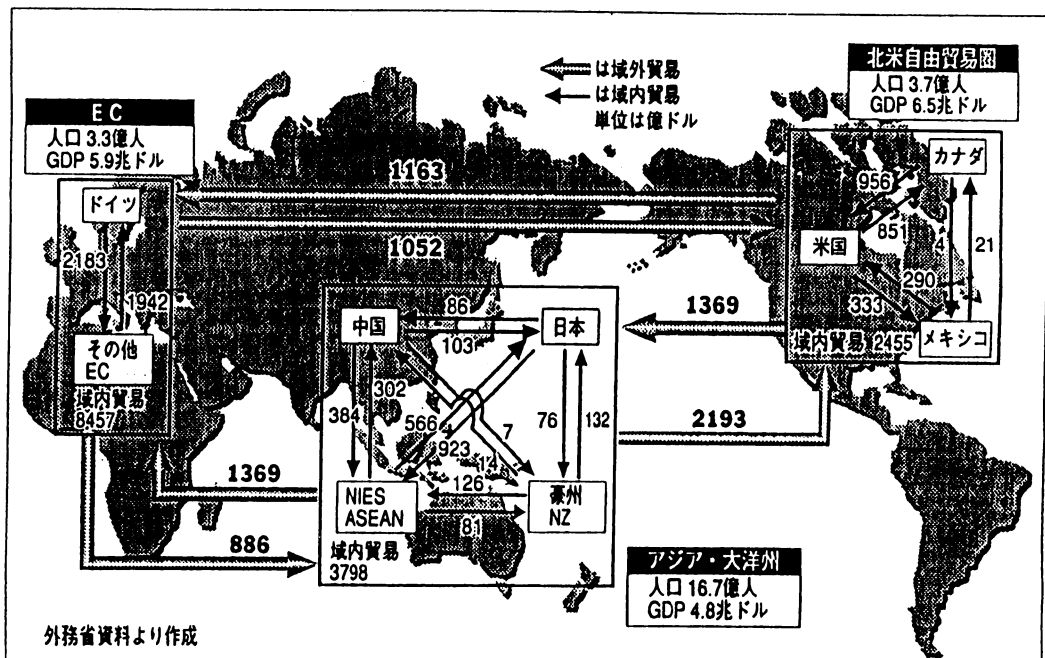 は域外貿易
は域内貿易
単位は億ドル
北米自由貿易圏
人口 3.7億人
GDP 6.5兆ドル
EC
人口 3.3億人
GDP 5.9兆ドル
1163
1052
ドイツ
2183
1942
その他
EC
域内貿易
8457
カナダ
956
851
米国
4
21
290
333
域内貿易 2455
メキシコ
1369
2193
86
中国
日本
103
302
384
566
923
7
14
76
132
126
81
NIES
ASEAN
豪州
NZ
域内貿易
3798
1369
886
アジア・大洋州
人口 16.7億人
GDP 4.8兆ドル
外務省資料より作成